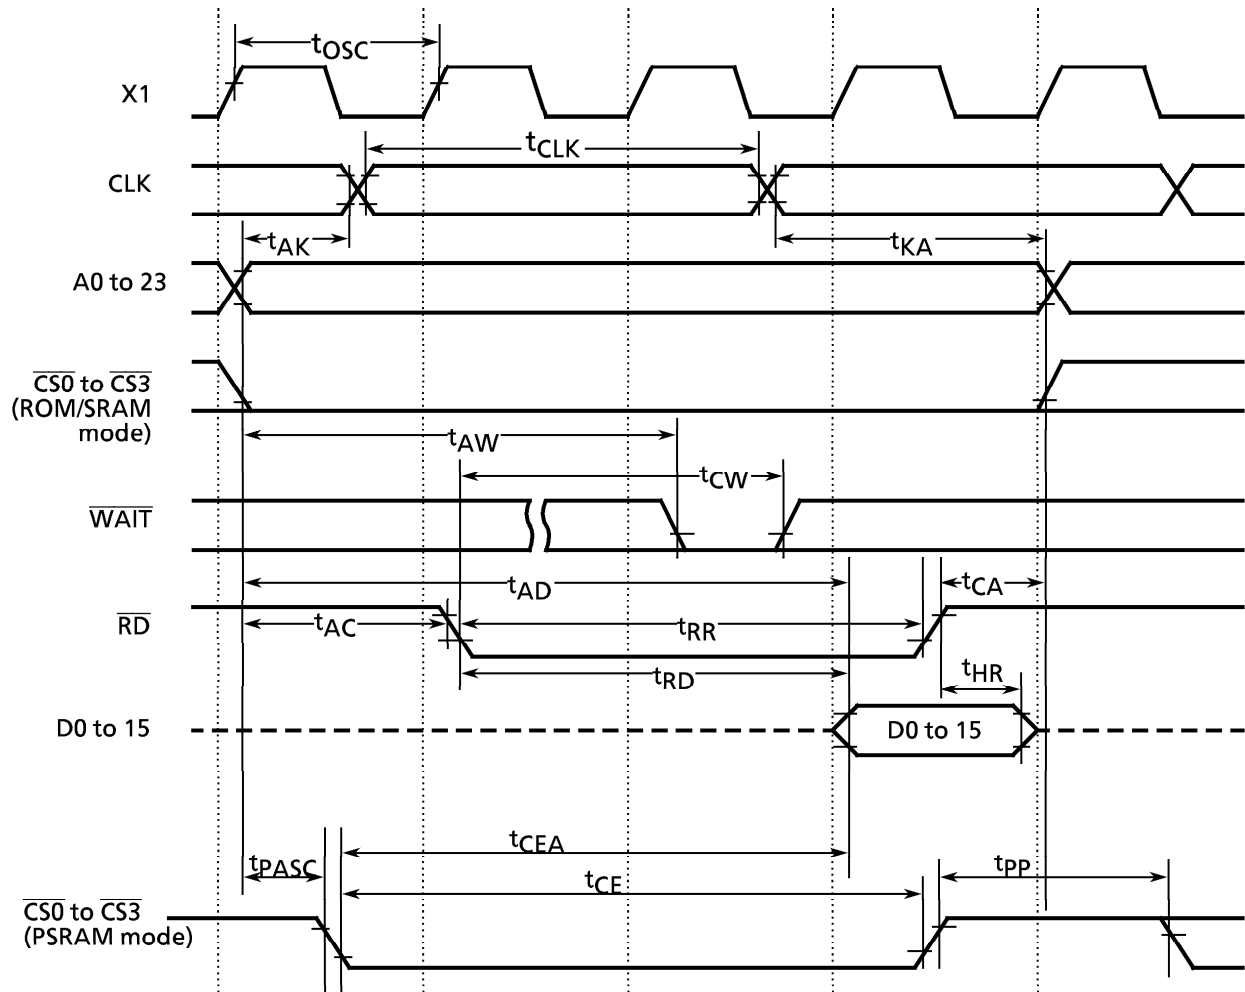 tOSC
X1
tCLK
CLK
tAK
tKA
A0 to 23
CS0 to CS3
(ROM/SRAM
mode)
tAW
tCW
WAIT
tAD
tCA
RD
tAC
tRR
tRD
tHR
D0 to 15
D0 to 15
tCEA
tPASC
tCE
tPP
CS0 to CS3
(PSRAM mode)